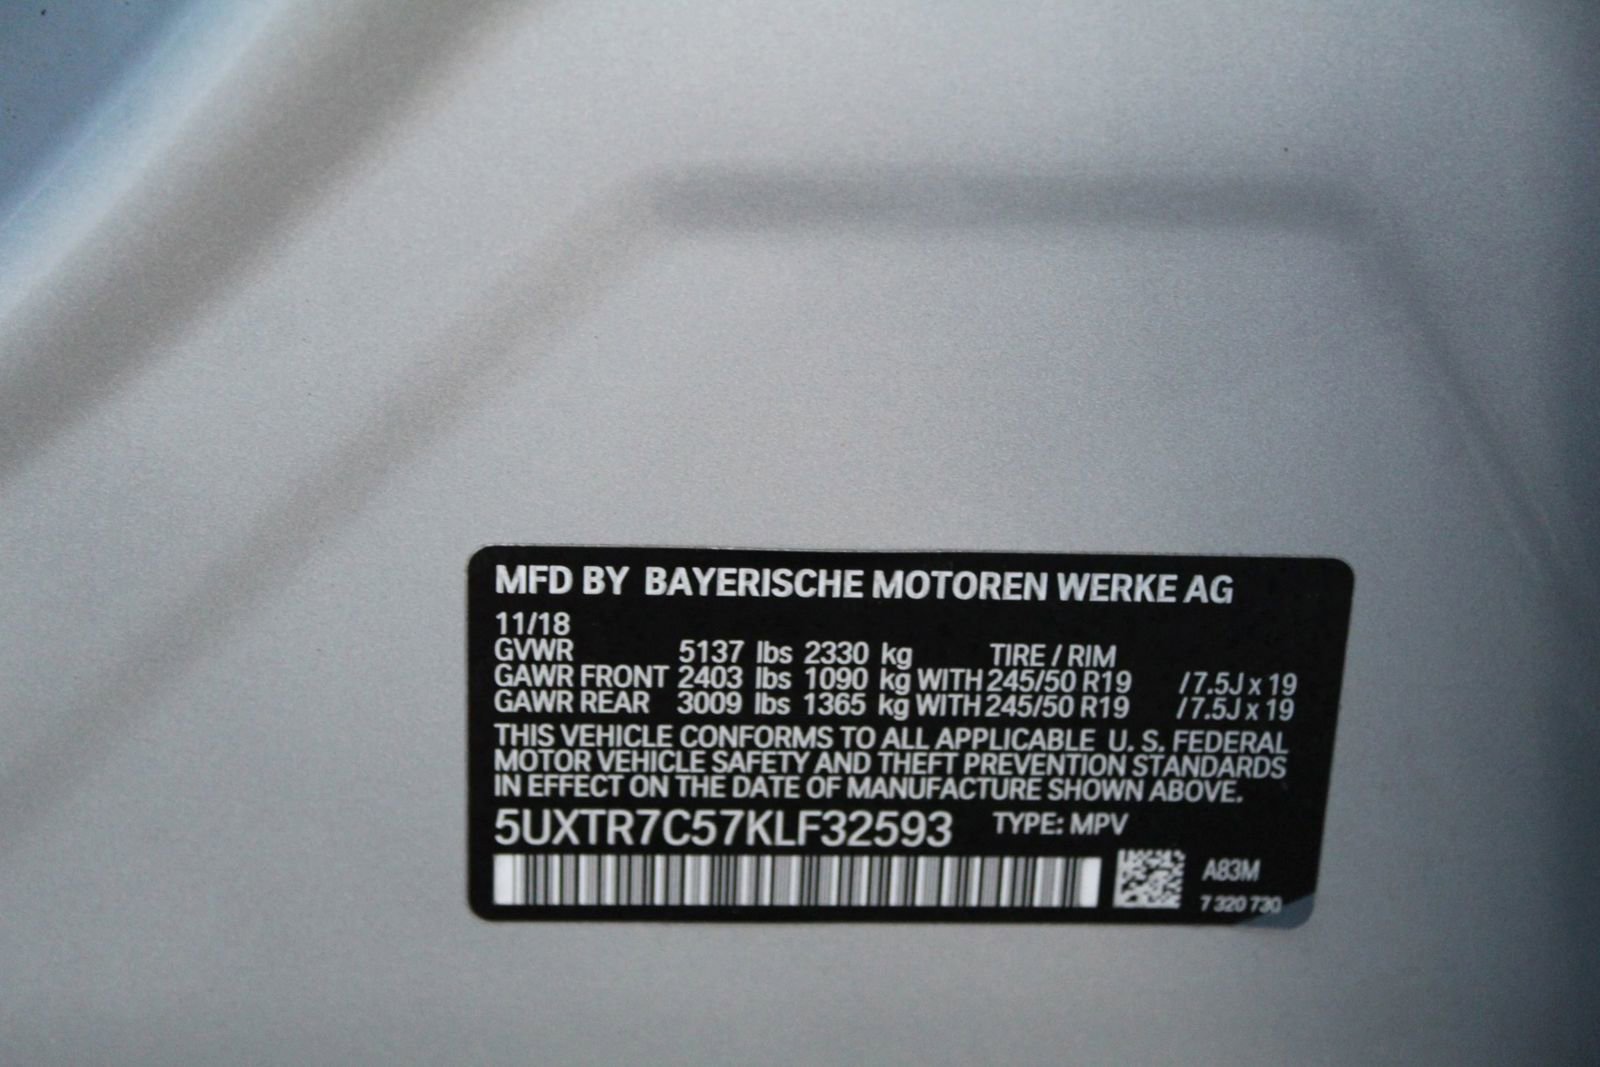 MFD BY BAYERISCHE MOTOREN WERKE AG
11/18
GVWR 5137 lbs 2330 kg TIRE / RIM
GAWR FRONT 2403 lbs 1090 kg WITH 245/50 R19 /7.5J x 19
GAWR REAR 3009 lbs 1365 kg WITH 245/50 R19 /7.5J x 19
THIS VEHICLE CONFORMS TO ALL APPLICABLE U. S. FEDERAL
MOTOR VEHICLE SAFETY AND THEFT PREVENTION STANDARDS
IN EFFECT ON THE DATE OF MANUFACTURE SHOWN ABOVE.
5UXTR7C57KLF32593 TYPE: MPV
A83M
7 320 730